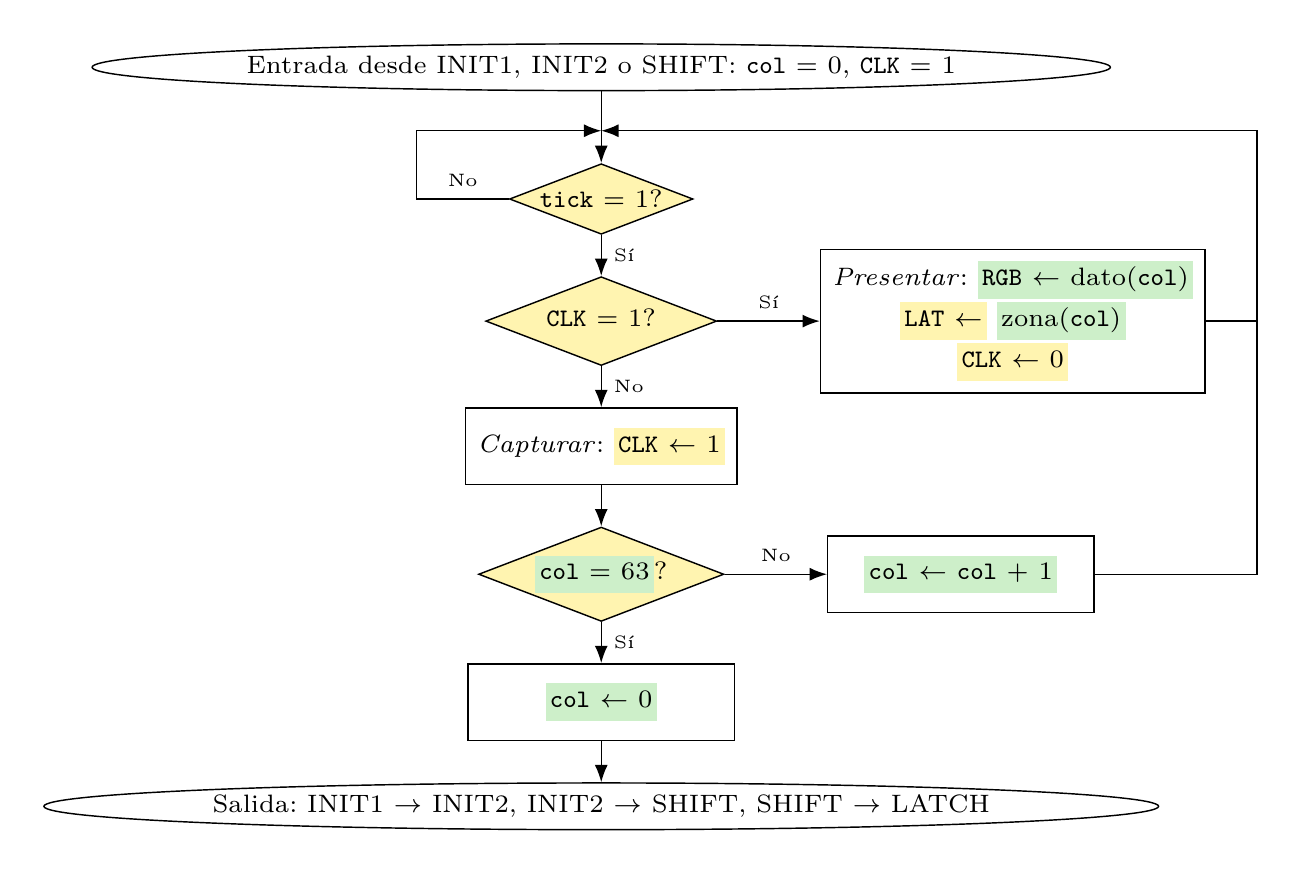 Entrada desde INIT1, INIT2 o SHIFT: col = 0, CLK = 1
tick = 1?
No
Sí
CLK = 1?
Sí
Presentar: RGB ← dato(col)
LAT ← zona(col)
CLK ← 0
No
Capturar: CLK ← 1
col = 63?
No
col ← col + 1
Sí
col ← 0
Salida: INIT1 → INIT2, INIT2 → SHIFT, SHIFT → LATCH